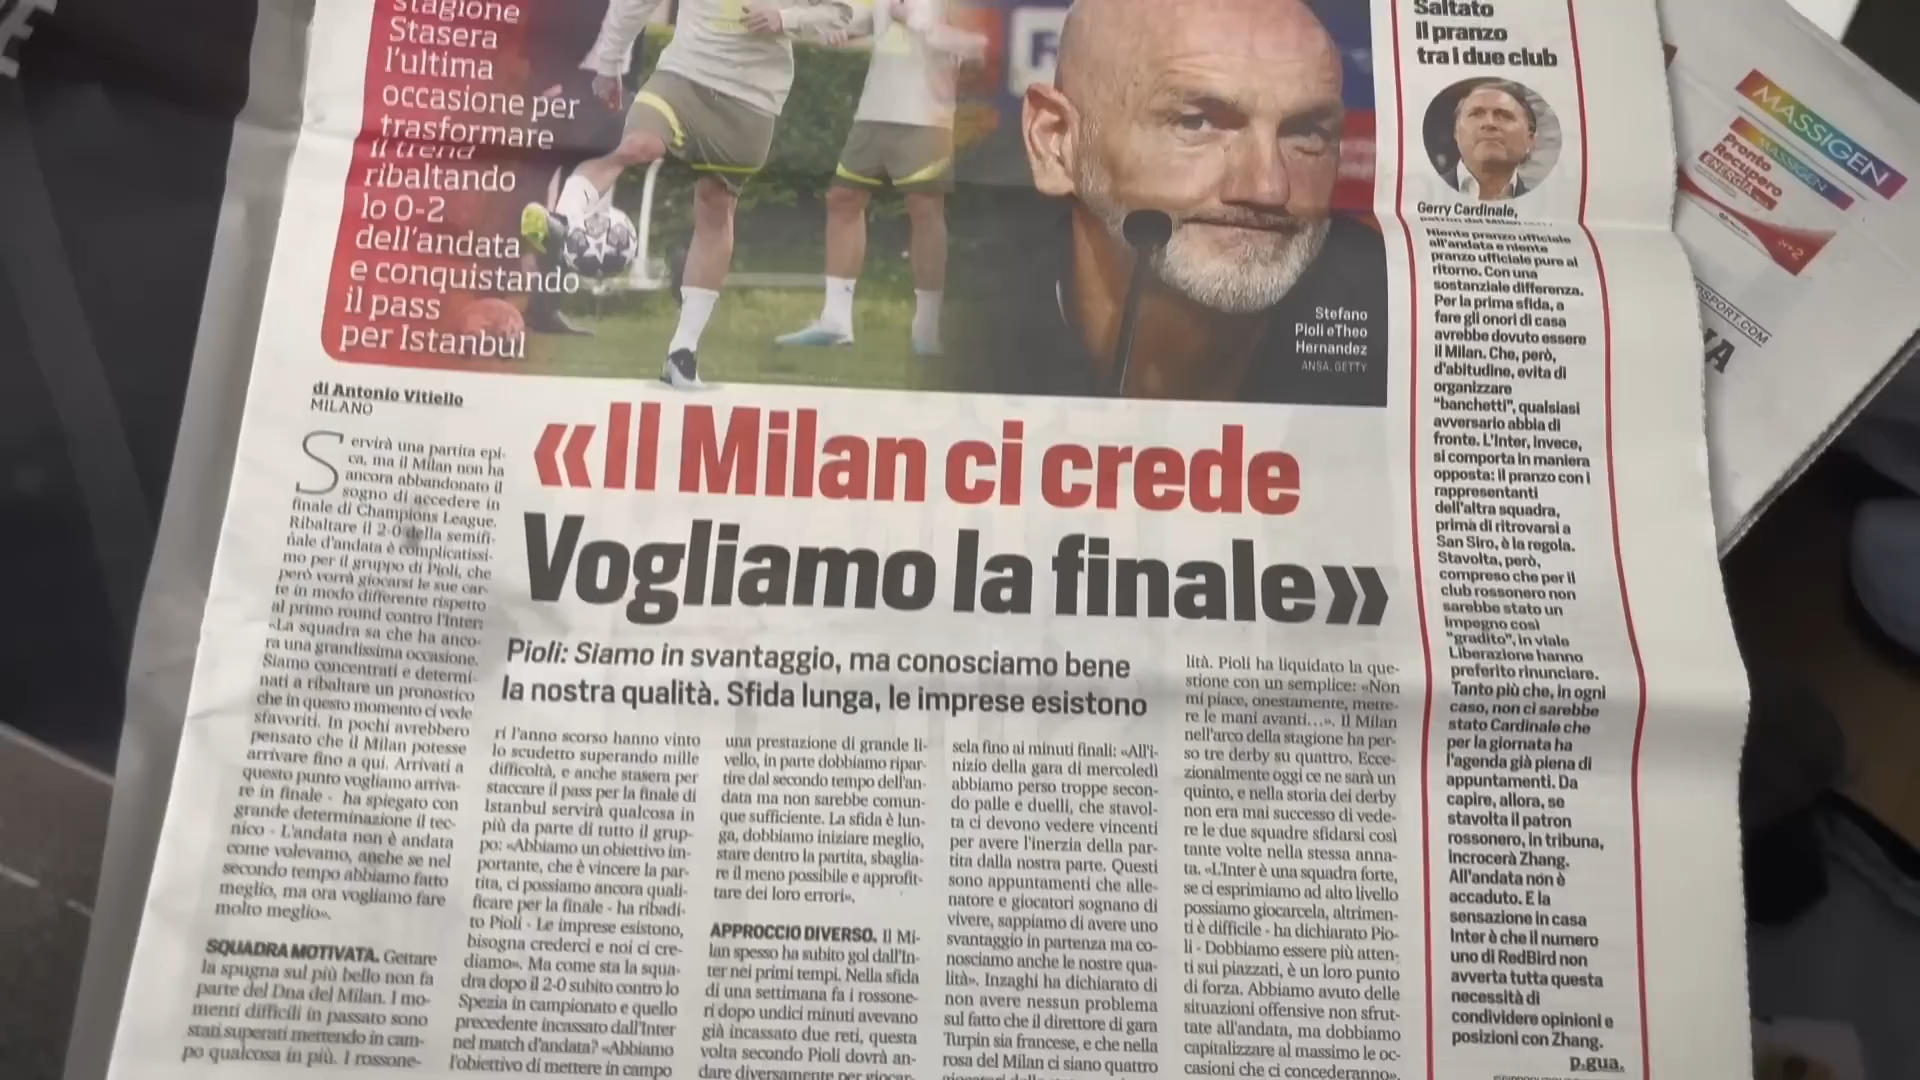 stagione
Stasera
l'ultima
occasione per
trasformare
il trend
ribaltando
lo 0-2
dell'andata
e conquistando
il pass
per Istanbul
Stefano
Pioli eTheo
Hernandez
ANSA, GETTY
di Antonio Vitiello
MILANO
«Il Milan ci crede
Vogliamo la finale»
Pioli: Siamo in svantaggio, ma conosciamo bene
la nostra qualità. Sfida lunga, le imprese esistono
Servirà una partita epi-
ca, ma il Milan non ha
ancora abbandonato il
sogno di accedere in
finale di Champions League.
Ribaltare il 2-0 della semifi-
nale d'andata è complicatissi-
mo per il gruppo di Pioli, che
però vorrà giocarsi le sue car-
te in modo differente rispetto
al primo round contro l'Inter:
«La squadra sa che ha anco-
ra una grandissima occasione.
Siamo concentrati e determi-
nati a ribaltare un pronostico
che in questo momento ci vede
sfavoriti. In pochi avrebbero
pensato che il Milan potesse
arrivare fino a qui. Arrivati a
questo punto vogliamo arriva-
re in finale - ha spiegato con
grande determinazione il tec-
nico - L'andata non è andata
come volevamo, anche se nel
secondo tempo abbiamo fatto
meglio, ma ora vogliamo fare
molto meglio».
SQUADRA MOTIVATA. Gettare
la spugna sul più bello non fa
parte del Dna del Milan. I mo-
menti difficili in passato sono
stati superati mettendo in cam-
po qualcosa in più. I rossone-
ri l'anno scorso hanno vinto
lo scudetto superando mille
difficoltà, e anche stasera per
staccare il pass per la finale di
Istanbul servirà qualcosa in
più da parte di tutto il grup-
po: «Abbiamo un obiettivo im-
portante, che è vincere la par-
tita, ci possiamo ancora quali-
ficare per la finale - ha ribadi-
to Pioli - Le imprese esistono,
bisogna crederci e noi ci cre-
diamo». Ma come sta la squa-
dra dopo il 2-0 subito contro lo
Spezia in campionato e quello
precedente incassato dall'Inter
nel match d'andata? «Abbiamo
l'obiettivo di mettere in campo
una prestazione di grande li-
vello, in parte dobbiamo ripar-
tire dal secondo tempo dell'an-
data ma non sarebbe comun-
que sufficiente. La sfida è lun-
ga, dobbiamo iniziare meglio,
stare dentro la partita, sbaglia-
re il meno possibile e approfit-
tare dei loro errori».
APPROCCIO DIVERSO. Il Mi-
lan spesso ha subito gol dall'In-
ter nei primi tempi. Nella sfida
di una settimana fa i rossone-
ri dopo undici minuti avevano
già incassato due reti, questa
volta secondo Pioli dovrà an-
dare diversamente per giocar-
sela fino ai minuti finali: «All'i-
nizio della gara di mercoledì
abbiamo perso troppe secon-
do palle e duelli, che stavol-
ta ci devono vedere vincenti
per avere l'inerzia della par-
tita dalla nostra parte. Questi
sono appuntamenti che alle-
natore e giocatori sognano di
vivere, sappiamo di avere uno
svantaggio in partenza ma co-
nosciamo anche le nostre qua-
lità». Inzaghi ha dichiarato di
non avere nessun problema
sul fatto che il direttore di gara
Turpin sia francese, e che nella
rosa del Milan ci siano quattro
lità. Pioli ha liquidato la que-
stione con un semplice: «Non
mi piace, onestamente, mette-
re le mani avanti…». Il Milan
nell'arco della stagione ha per-
so tre derby su quattro. Ecce-
zionalmente oggi ce ne sarà un
quinto, e nella storia dei derby
non era mai successo di vede-
re le due squadre sfidarsi così
tante volte nella stessa anna-
ta. «L'Inter è una squadra forte,
se ci esprimiamo ad alto livello
possiamo giocarcela, altrimen-
ti è difficile - ha dichiarato Pio-
li - Dobbiamo essere più atten-
ti sui piazzati, è un loro punto
di forza. Abbiamo avuto delle
situazioni offensive non sfrut-
tate all'andata, ma dobbiamo
capitalizzare al massimo le oc-
casioni che ci concederanno».
Saltato
Il pranzo
tra i due club
Gerry Cardinale,
Niente pranzo ufficiale
all'andata e niente
pranzo ufficiale pure al
ritorno. Con una
sostanziale differenza.
Per la prima sfida, a
fare gli onori di casa
avrebbe dovuto essere
il Milan. Che, però,
d'abitudine, evita di
organizzare
"banchetti", qualsiasi
avversario abbia di
fronte. L'Inter, invece,
si comporta in maniera
opposta: il pranzo con i
rappresentanti
dell'altra squadra,
prima di ritrovarsi a
San Siro, è la regola.
Stavolta, però,
compreso che per il
club rossonero non
sarebbe stato un
impegno così
"gradito", in viale
Liberazione hanno
preferito rinunciare.
Tanto più che, in ogni
caso, non ci sarebbe
stato Cardinale che
per la giornata ha
l'agenda già piena di
appuntamenti. Da
capire, allora, se
stavolta il patron
rossonero, in tribuna,
incrocerà Zhang.
All'andata non è
accaduto. E la
sensazione in casa
Inter è che il numero
uno di RedBird non
avverta tutta questa
necessità di
condividere opinioni e
posizioni con Zhang.
p.gua.
MASSIGEN
MASSIGEN
Pronto
Recupero
ENERGIA
SPORT.COM